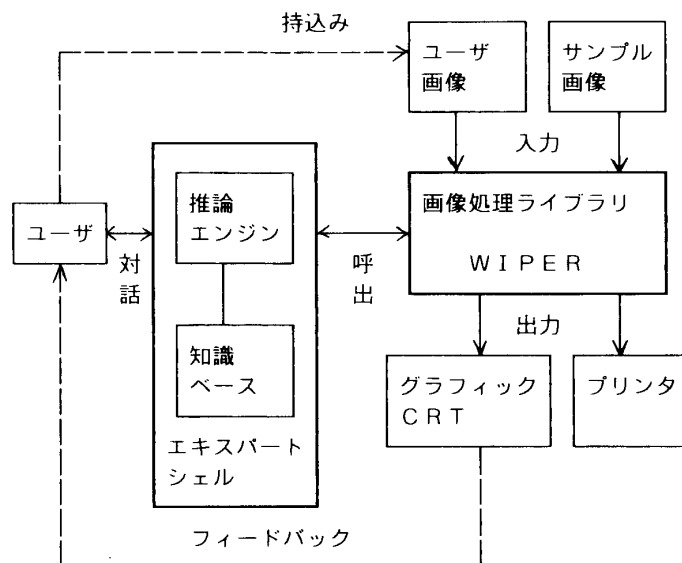 持込み
ユーザ
画像
サンプル
画像
入力
推論
エンジン
画像処理ライブラリ
WIPER
ユーザ
対
話
呼
出
知識
ベース
出力
グラフィック
CRT
プリンタ
エキスパート
シェル
フィードバック